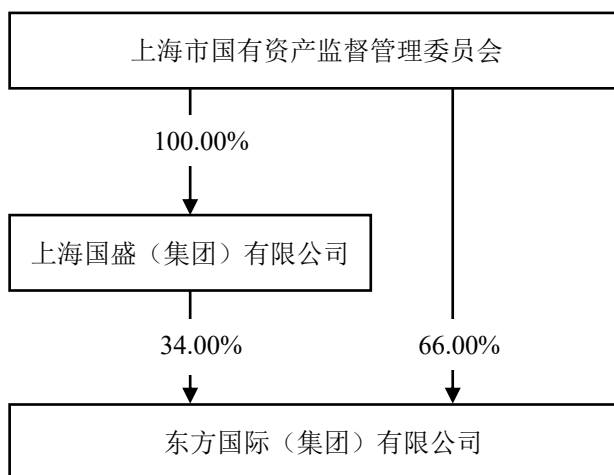 上海市国有资产监督管理委员会
100.00%
上海国盛（集团）有限公司
34.00%
66.00%
东方国际（集团）有限公司